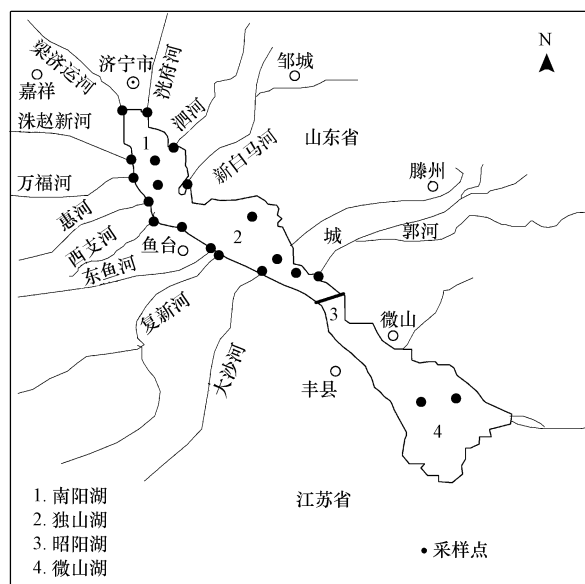 N
梁济运河
济宁市
洸府河
邹城
嘉祥
泗河
洙赵新河
1
新白马河
山东省
万福河
滕州
惠河
2
城
郭河
西支河
鱼台
东鱼河
复新河
3
微山
大沙河
丰县
4
1. 南阳湖
2. 独山湖
3. 昭阳湖
4. 微山湖
江苏省
采样点